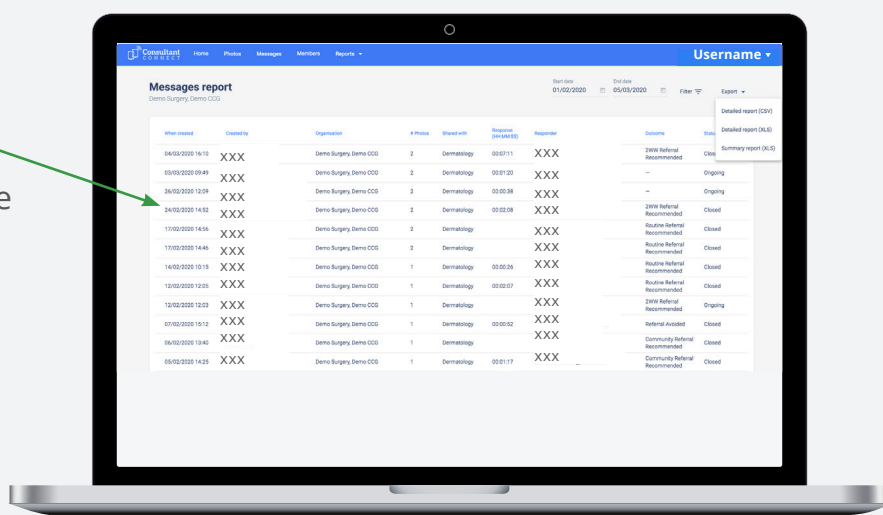 e
Consultant
CONNECT
Home Photos Messages Members Reports
Username
Messages report
Demo Surgery, Demo CCG
Start date
01/02/2020
End date
05/03/2020
Filter
Export
Detailed report (CSV)
Detailed report (XLS)
Summary report (XLS)
When created Created by Organisation # Photos Shared with Response (HH:MM:SS) Responder Outcome Status
04/03/2020 16:10 XXX Demo Surgery, Demo CCG 2 Dermatology 00:07:11 XXX 2WW Referral Recommended Clos
03/03/2020 09:49 XXX Demo Surgery, Demo CCG 2 Dermatology 00:01:20 XXX – Ongoing
26/02/2020 12:09 XXX Demo Surgery, Demo CCG 2 Dermatology 00:00:38 XXX – Ongoing
24/02/2020 14:52 XXX Demo Surgery, Demo CCG 2 Dermatology 00:02:08 XXX 2WW Referral Recommended Closed
17/02/2020 14:56 XXX Demo Surgery, Demo CCG 2 Dermatology XXX Routine Referral Recommended Closed
17/02/2020 14:46 XXX Demo Surgery, Demo CCG 2 Dermatology XXX Routine Referral Recommended Closed
14/02/2020 10:15 XXX Demo Surgery, Demo CCG 1 Dermatology 00:00:26 XXX Routine Referral Recommended Closed
12/02/2020 12:05 XXX Demo Surgery, Demo CCG 1 Dermatology 00:02:07 XXX Routine Referral Recommended Closed
12/02/2020 12:03 XXX Demo Surgery, Demo CCG 1 Dermatology XXX 2WW Referral Recommended Ongoing
07/02/2020 15:12 XXX Demo Surgery, Demo CCG 1 Dermatology 00:00:52 XXX Referral Avoided Closed
06/02/2020 13:40 XXX Demo Surgery, Demo CCG 1 Dermatology XXX Community Referral Recommended Closed
05/02/2020 14:25 XXX Demo Surgery, Demo CCG 1 Dermatology 00:01:17 XXX Community Referral Recommended Closed